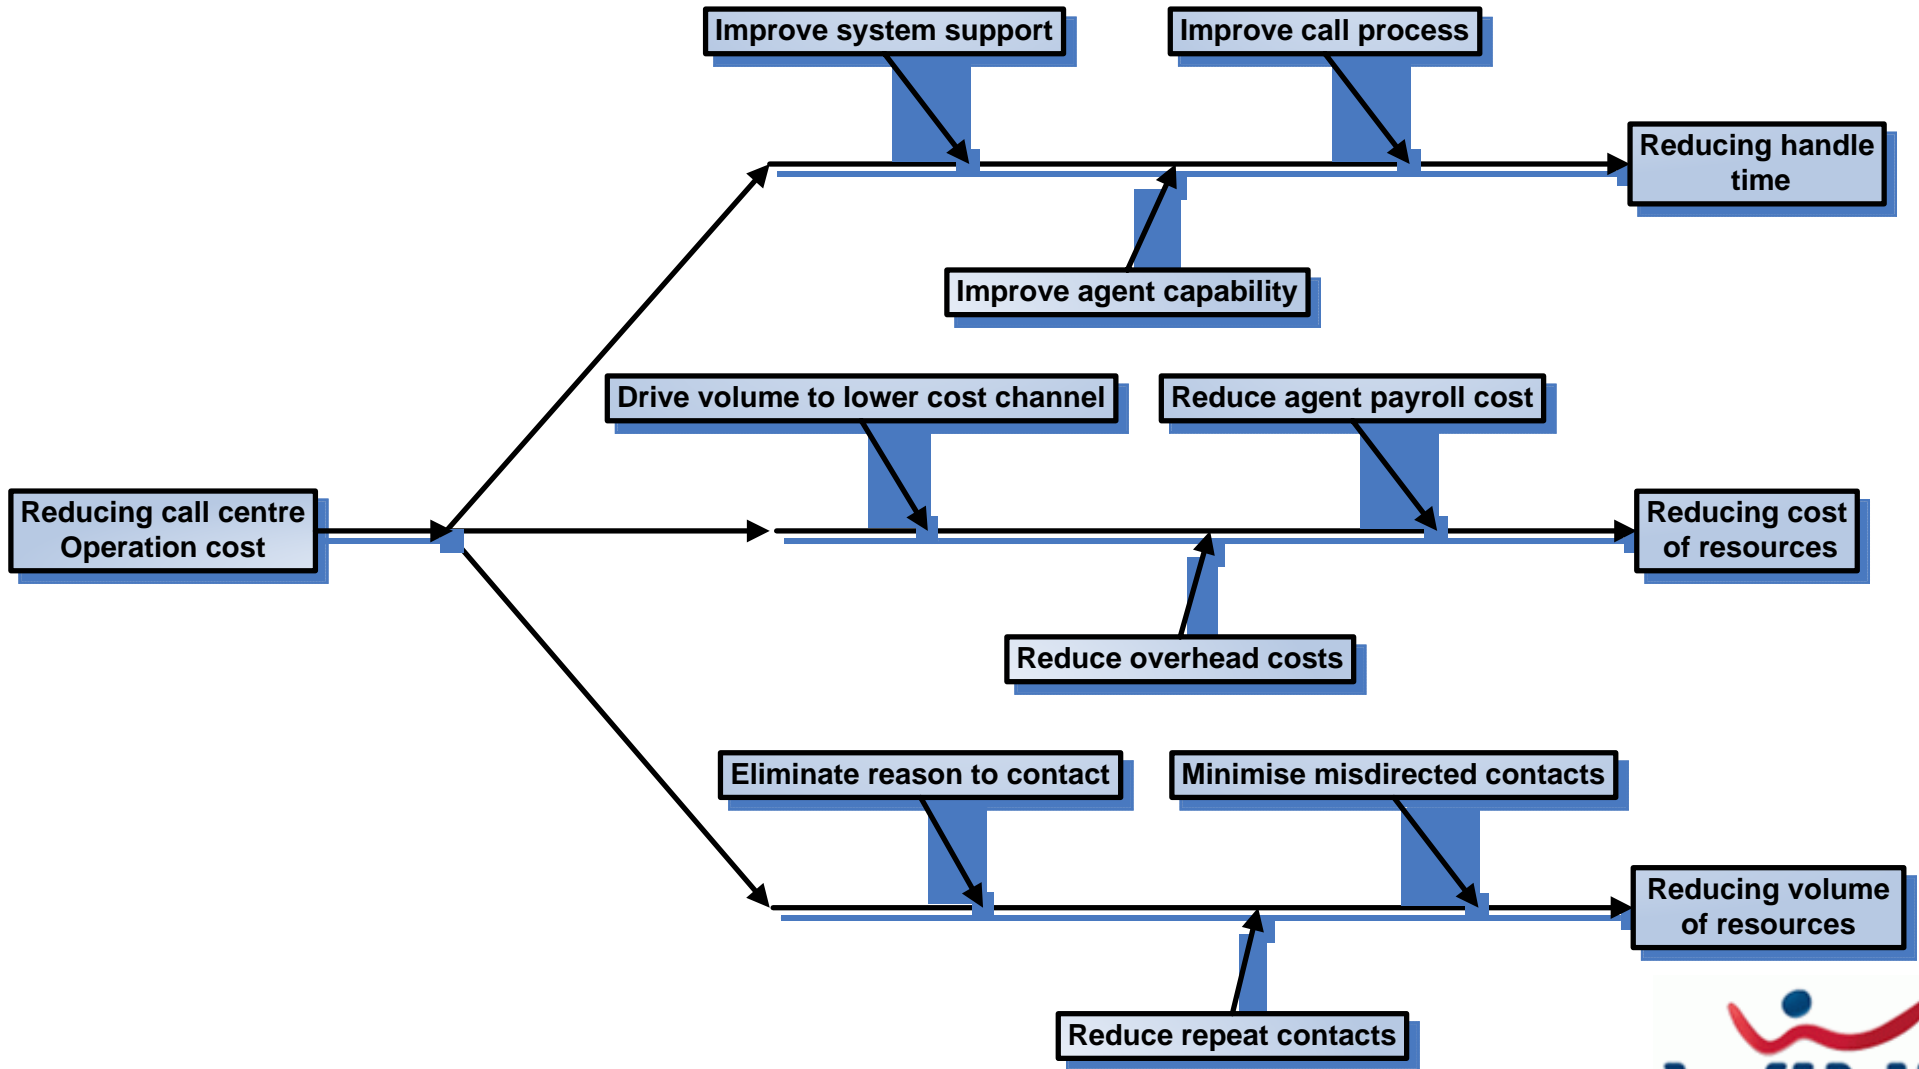 Improve system support
Improve call process
Reducing handle
time
Improve agent capability
Drive volume to lower cost channel
Reduce agent payroll cost
Reducing call centre
Operation cost
Reducing cost
of resources
Reduce overhead costs
Eliminate reason to contact
Minimise misdirected contacts
Reducing volume
of resources
Reduce repeat contacts